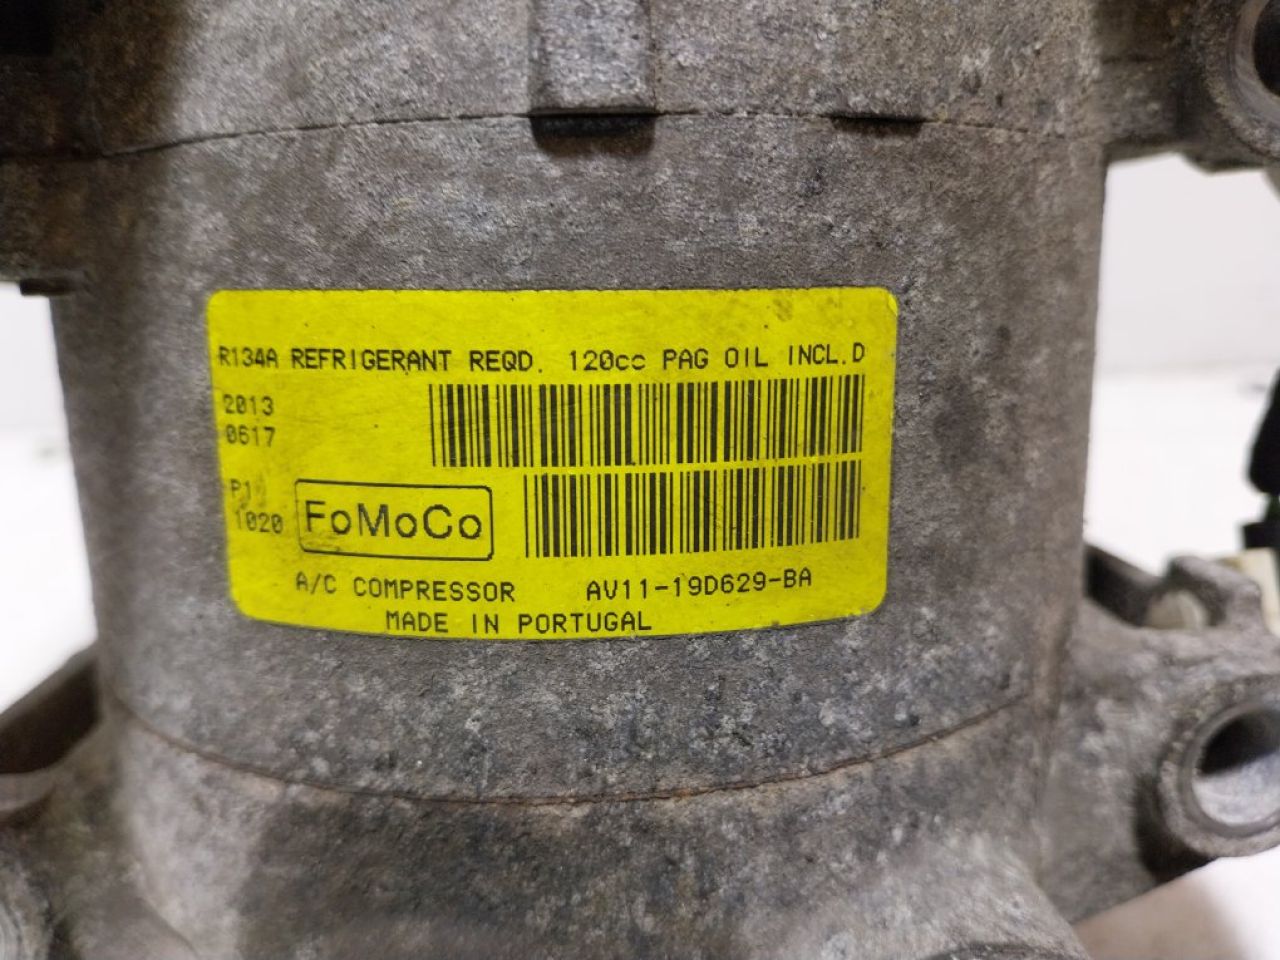 R134A REFRIGERANT REQD. 120cc PAG OIL INCL.D
2013
0617
P1
1020
FoMoCo
A/C COMPRESSOR AV11-19D629-BA
MADE IN PORTUGAL